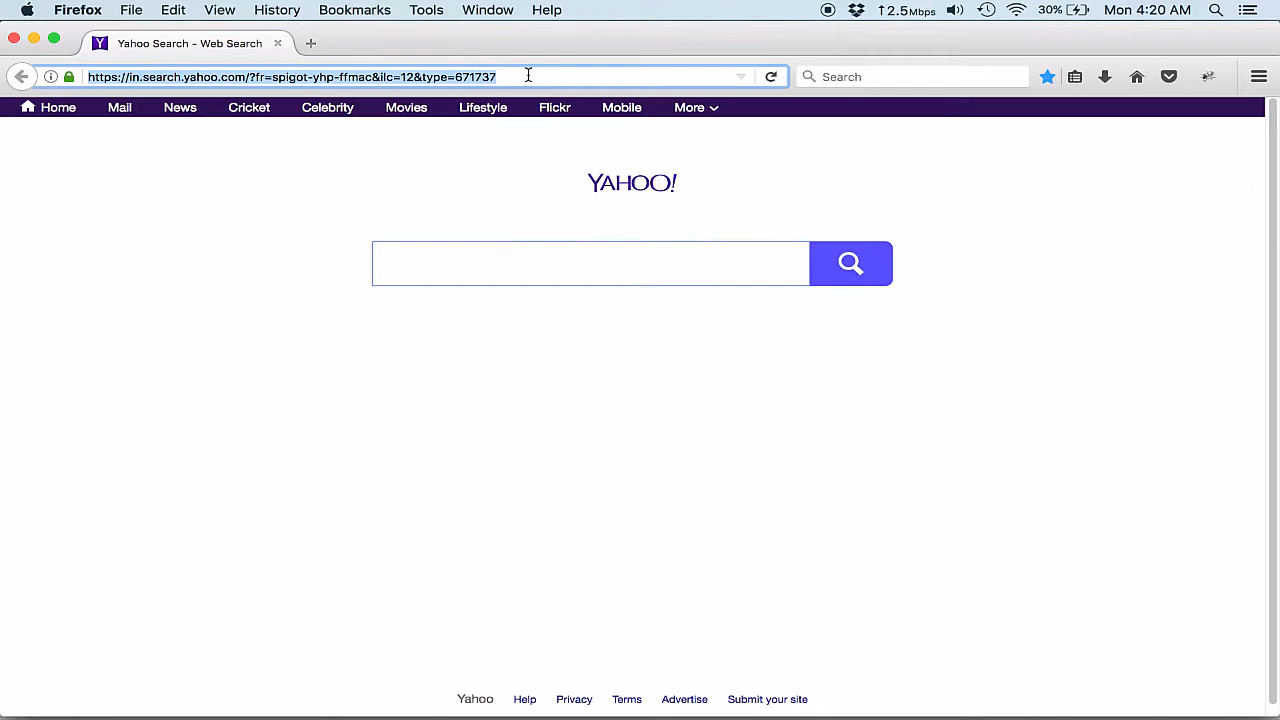 Firefox File Edit View History Bookmarks Tools Window Help ↑2.5Mbps 30% Mon 4:20 AM
Yahoo Search - Web Search
https://in.search.yahoo.com/?fr=spigot-yhp-ffmac&ilc=12&type=671737 Search
Home Mail News Cricket Celebrity Movies Lifestyle Flickr Mobile More
YAHOO!
Yahoo Help Privacy Terms Advertise Submit your site